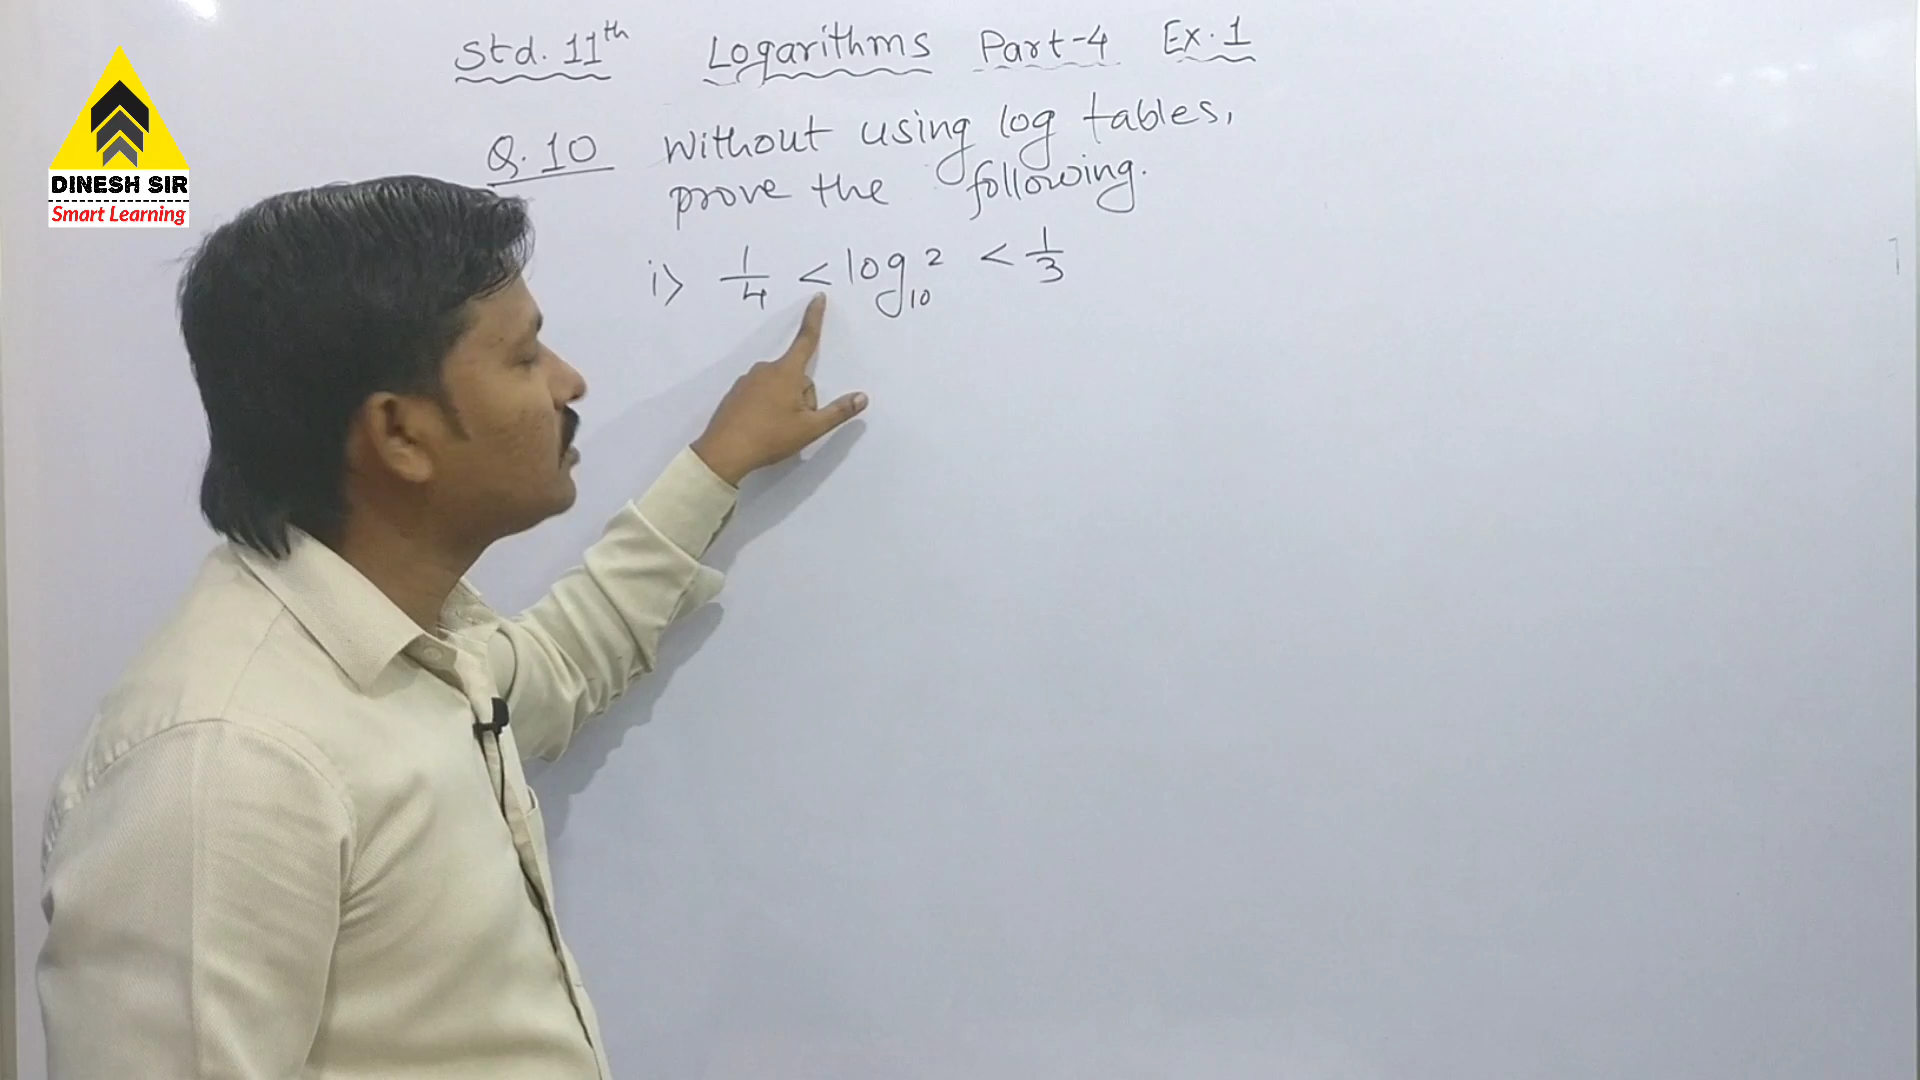 DINESH SIR
Smart Learning
Std. 11th Logarithms Part-4 Ex. 1
Q. 10 Without using log tables,
prove the following.
i> 1/4 < log₁₀ 2 < 1/3